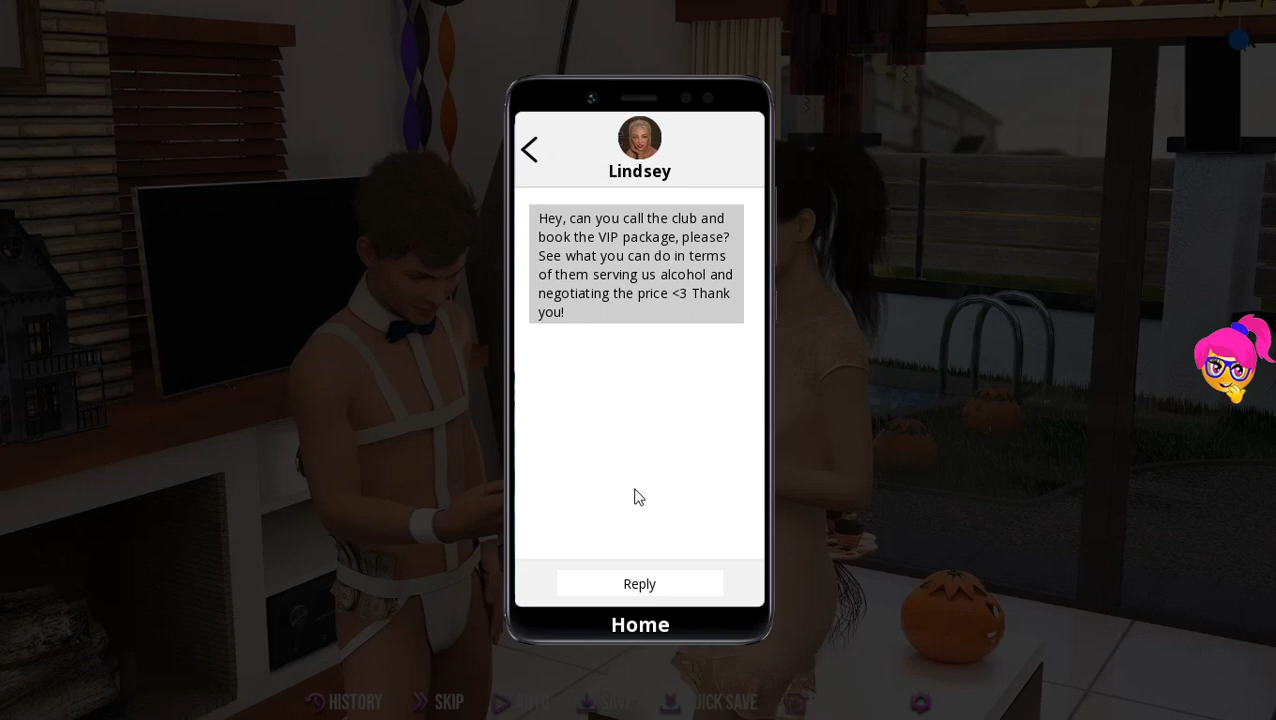 Lindsey
Hey, can you call the club and
book the VIP package, please?
See what you can do in terms
of them serving us alcohol and
negotiating the price <3 Thank
you!
Reply
Home
HISTORY
SKIP
AUTO
SAVE
QUICK SAVE